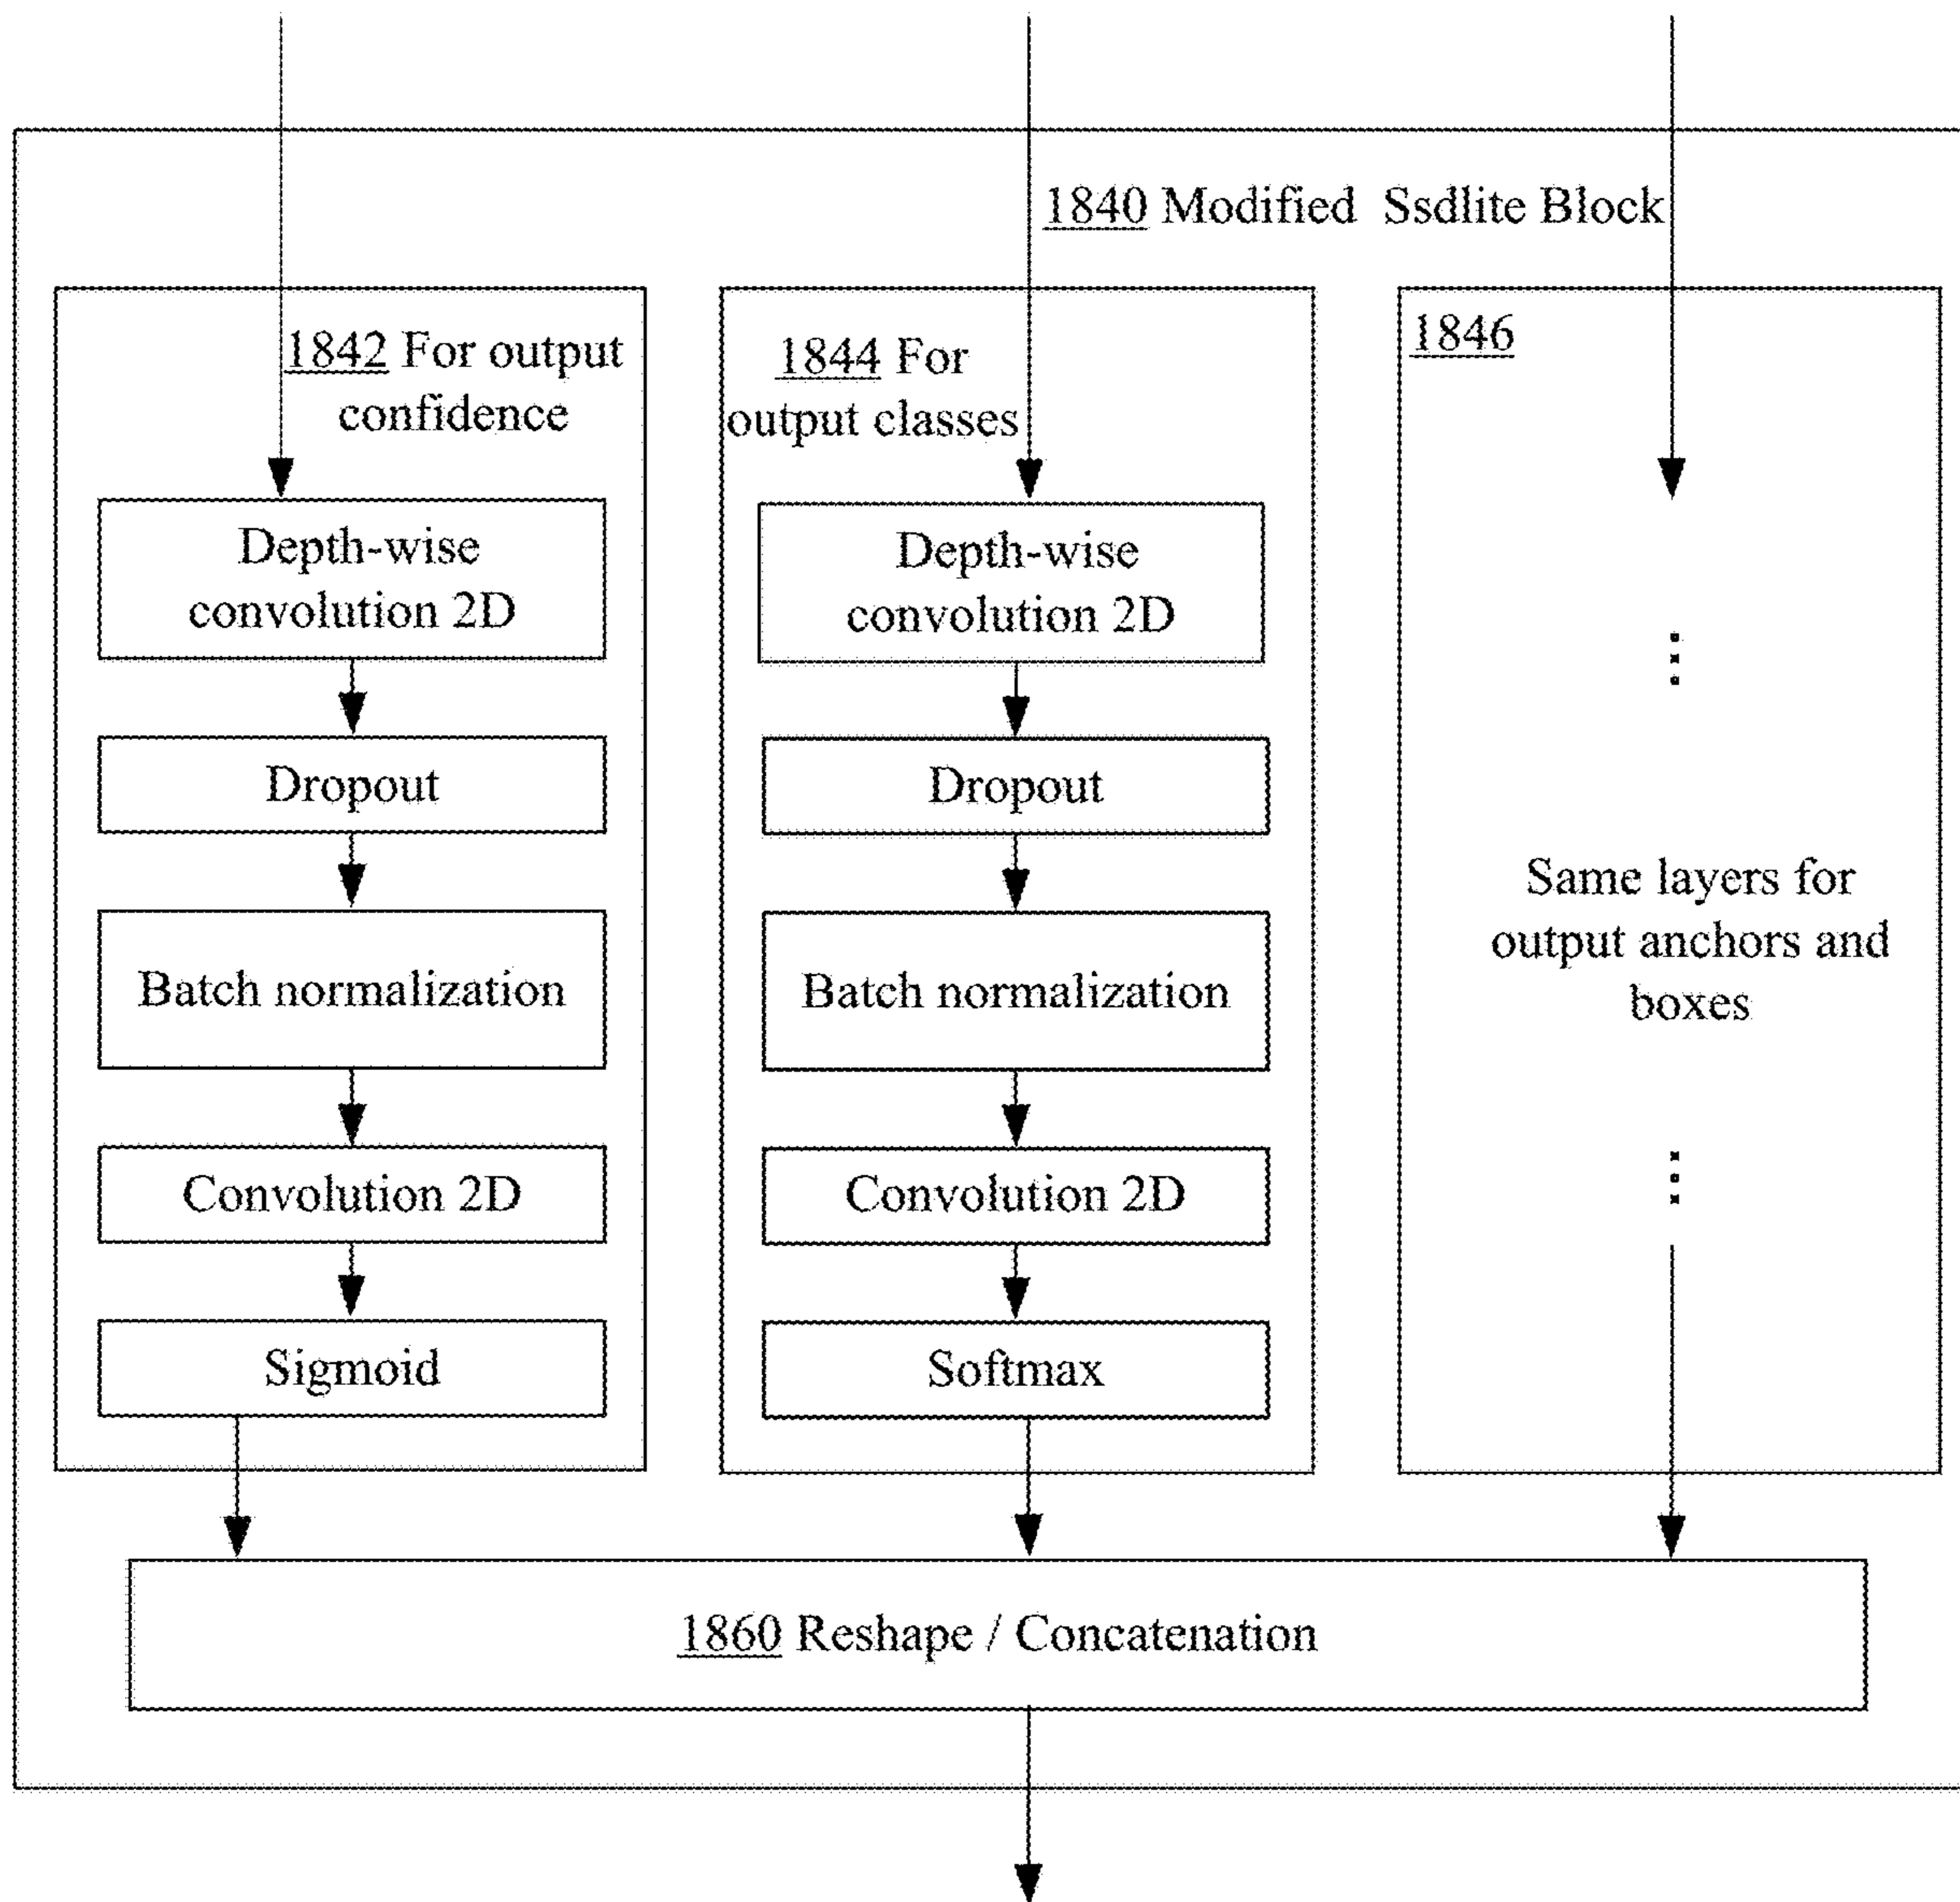 1840 Modified Ssdlite Block
1842 For output
confidence
Depth-wise
convolution 2D
Dropout
Batch normalization
Convolution 2D
Sigmoid
1844 For
output classes
Depth-wise
convolution 2D
Dropout
Batch normalization
Convolution 2D
Softmax
1846
Same layers for
output anchors and
boxes
1860 Reshape / Concatenation